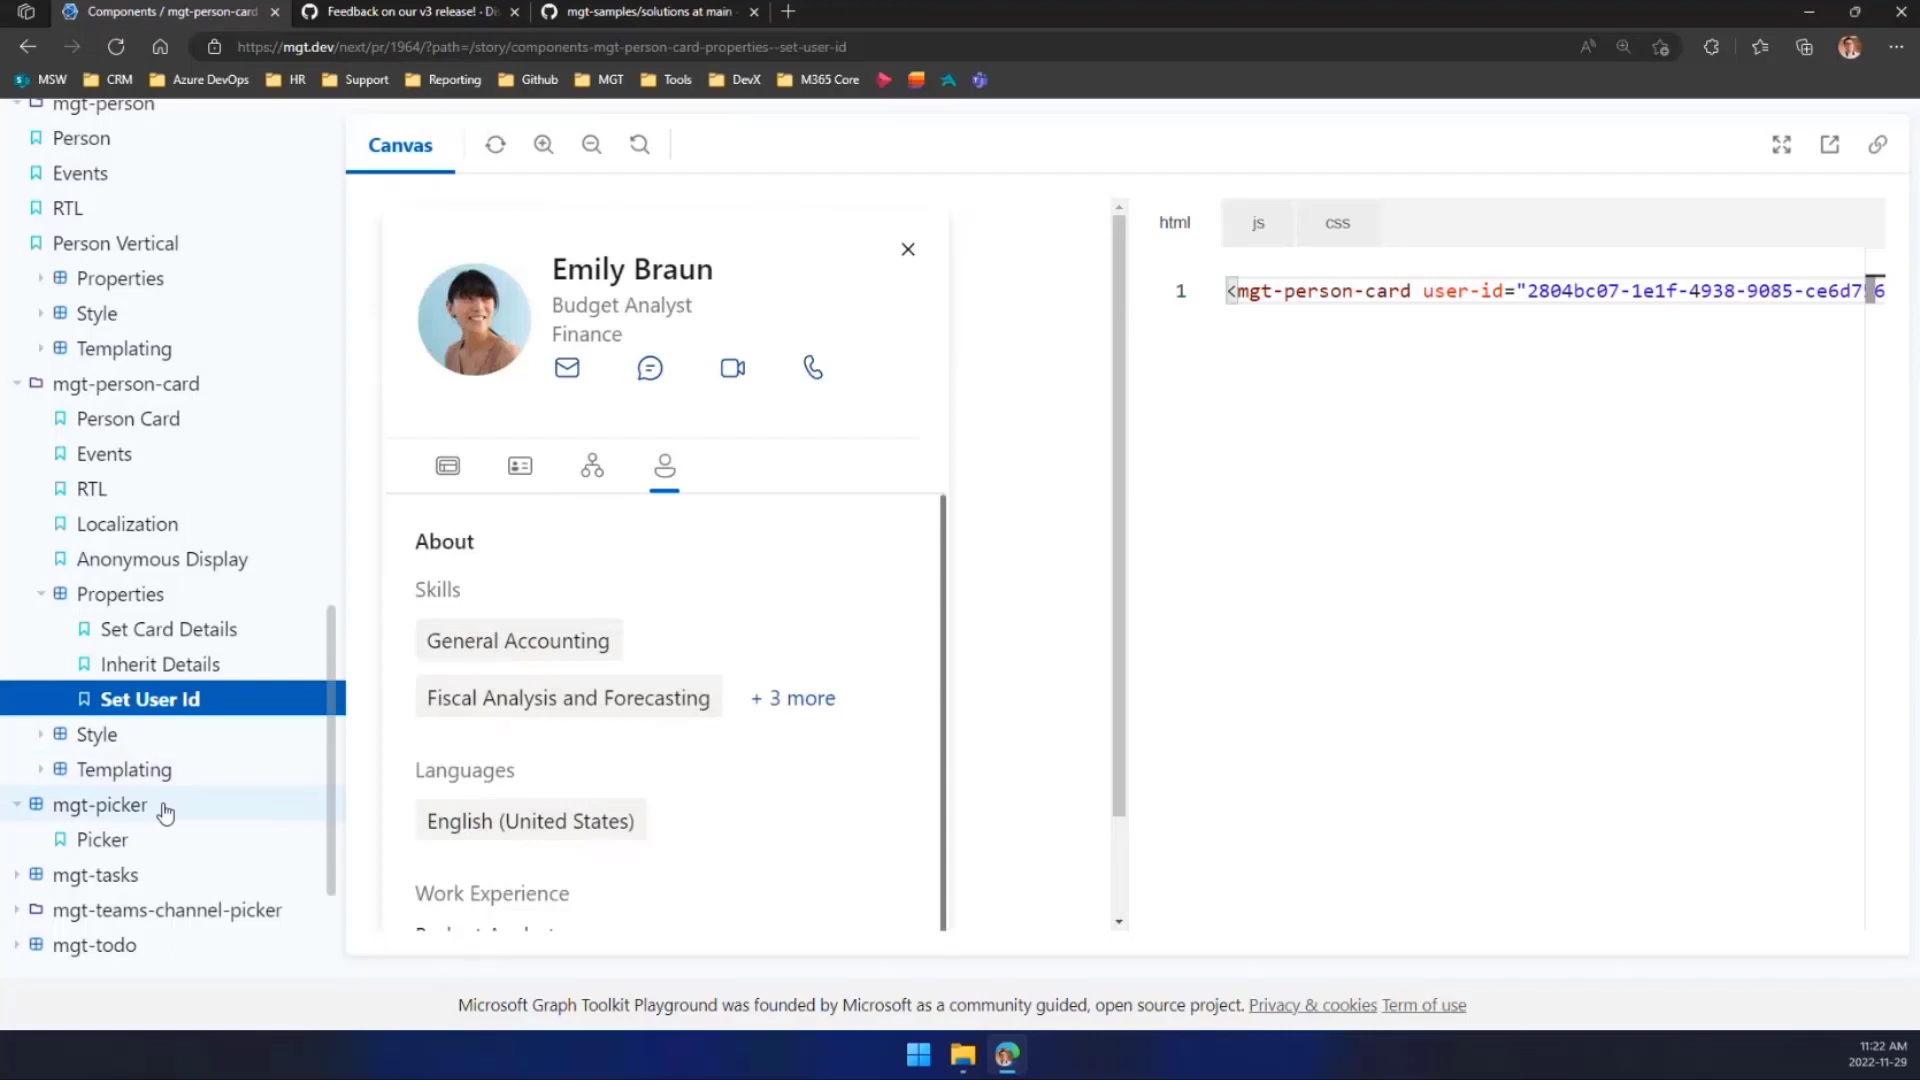 Components / mgt-person-card
Feedback on our v3 release! · Dis
mgt-samples/solutions at main
https://mgt.dev/next/pr/1964/?path=/story/components-mgt-person-card-properties--set-user-id
MSW
CRM
Azure DevOps
HR
Support
Reporting
Github
MGT
Tools
DevX
M365 Core
mgt-person
Person
Events
RTL
Person Vertical
Properties
Style
Templating
mgt-person-card
Person Card
Events
RTL
Localization
Anonymous Display
Properties
Set Card Details
Inherit Details
Set User Id
Style
Templating
mgt-picker
Picker
mgt-tasks
mgt-teams-channel-picker
mgt-todo
Canvas
Emily Braun
Budget Analyst
Finance
About
Skills
General Accounting
Fiscal Analysis and Forecasting
+ 3 more
Languages
English (United States)
Work Experience
html
js
css
1
<mgt-person-card user-id="2804bc07-1e1f-4938-9085-ce6d7
Microsoft Graph Toolkit Playground was founded by Microsoft as a community guided, open source project. Privacy & cookies Term of use
11:22 AM
2022-11-29